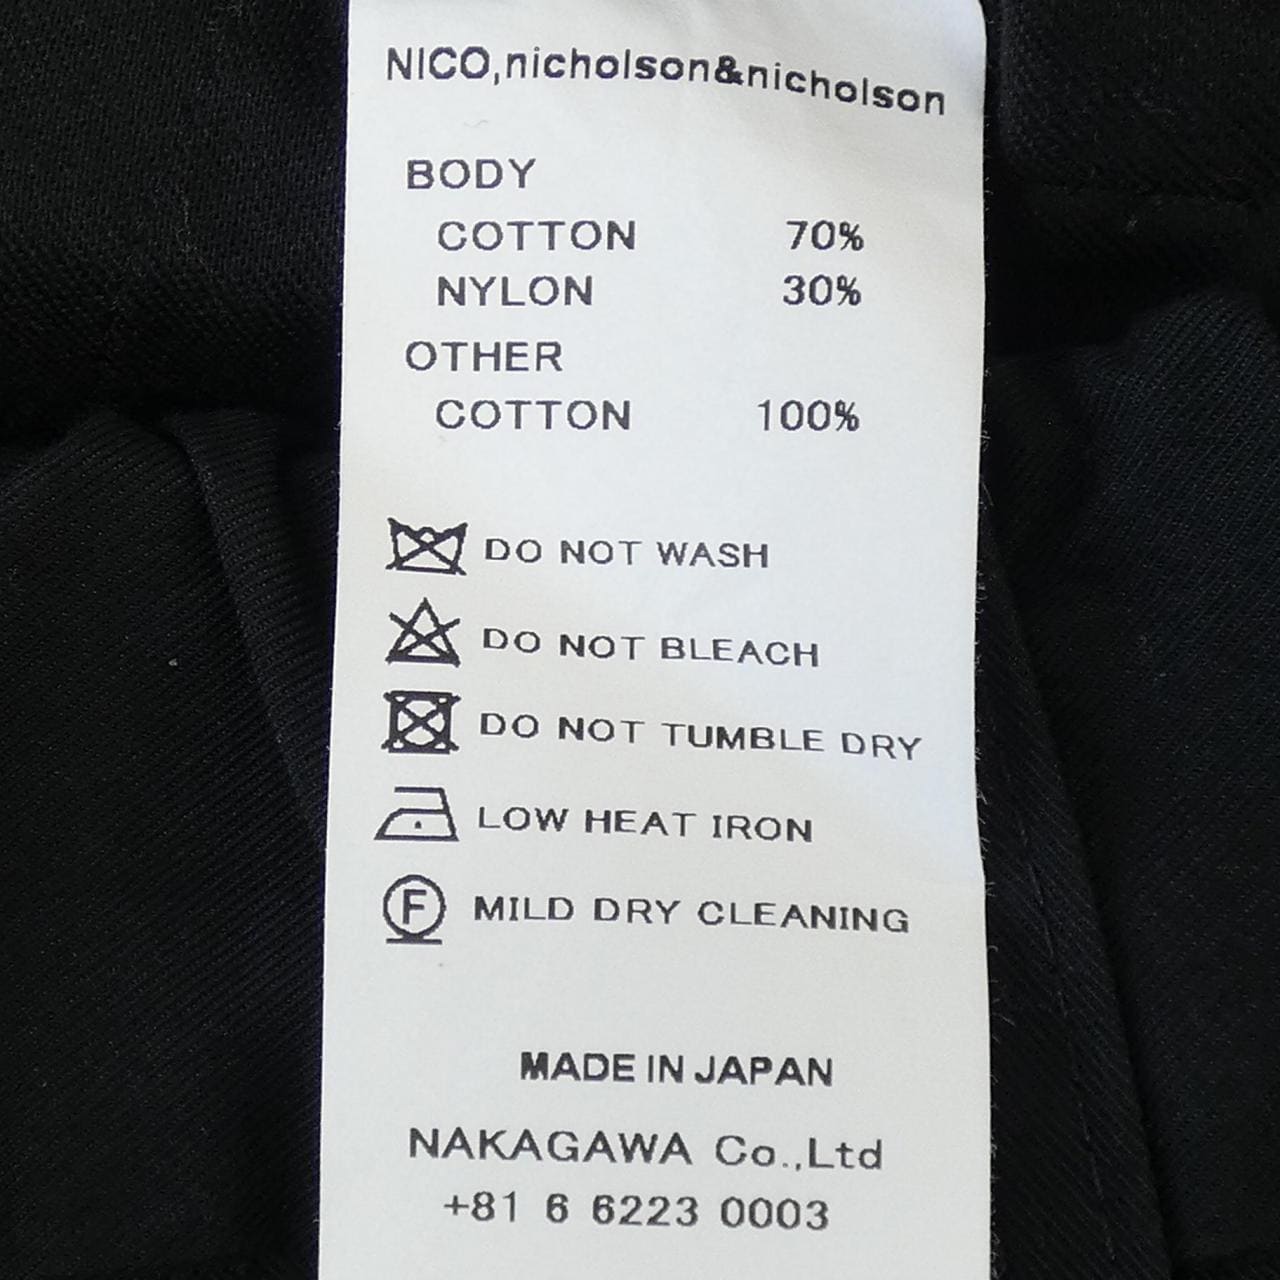 NICO,nicholson&nicholson
BODY
COTTON 70%
NYLON 30%
OTHER
COTTON 100%
DO NOT WASH
DO NOT BLEACH
DO NOT TUMBLE DRY
LOW HEAT IRON
F MILD DRY CLEANING
MADE IN JAPAN
NAKAGAWA Co.,Ltd
+81 6 6223 0003